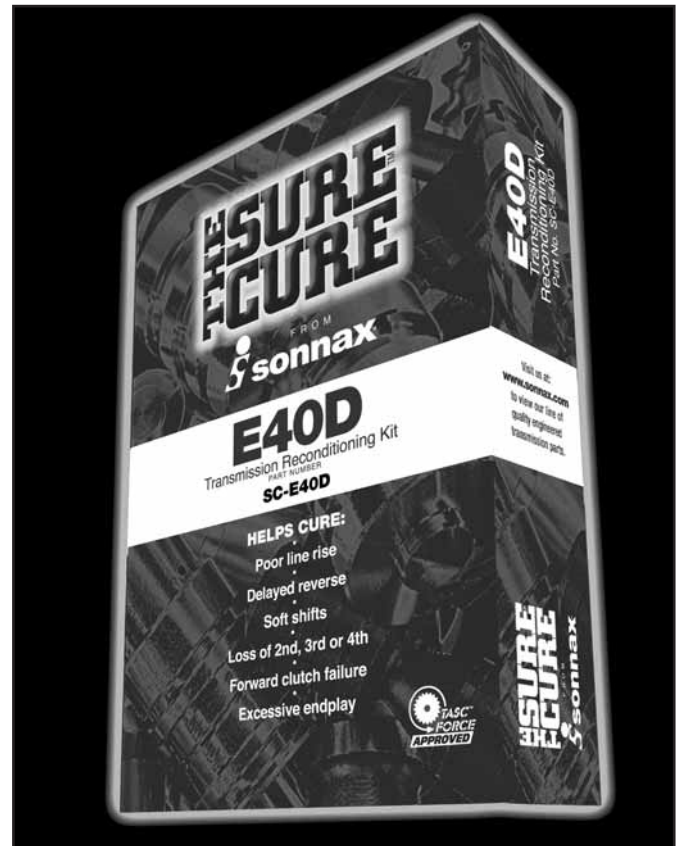 THE SURE™
CURE
FROM
sonnax
E40D
Transmission Reconditioning Kit
PART NUMBER
SC-E40D
HELPS CURE:
Poor line rise
•
Delayed reverse
•
Soft shifts
•
Loss of 2nd, 3rd or 4th
•
Forward clutch failure
•
Excessive endplay
TASC™
FORCE
APPROVED
E40D
Transmission
Reconditioning Kit
Part No. SC-E40D
Visit us at:
www.sonnax.com
to view our line of
quality engineered
transmission parts.
THE SURE
CURE
FROM
sonnax